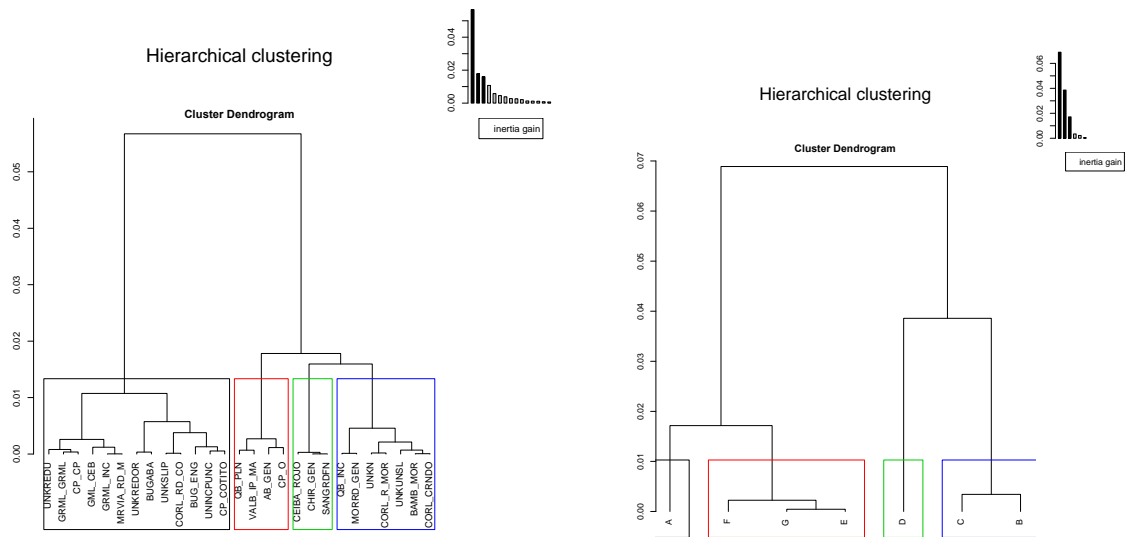 Hierarchical clustering
0.00
0.02
0.04
inertia gain
Cluster Dendrogram
0.00
0.01
0.02
0.03
0.04
0.05
UNKREDU
GRML_GRML
CP_CP
GML_CEB
GRML_INC
MRVIA_RD_M
UNKREDOR
BUGABA
UNKSLIP
CORL_RD_CO
BUG_ENG
UNINCPUNC
CP_COTITO
QB_PLN
VALB_IP_MA
AB_GEN
CP_O
CEIBA_ROJO
CHIR_GEN
SANGRDFN
QB_INC
MORRD_GEN
UNKN
CORL_R_MOR
UNKUNSL
BAMB_MOR
CORL_CRNDO
Hierarchical clustering
0.00
0.02
0.04
0.06
inertia gain
Cluster Dendrogram
0.00
0.01
0.02
0.03
0.04
0.05
0.06
0.07
A
F
G
E
D
C
B